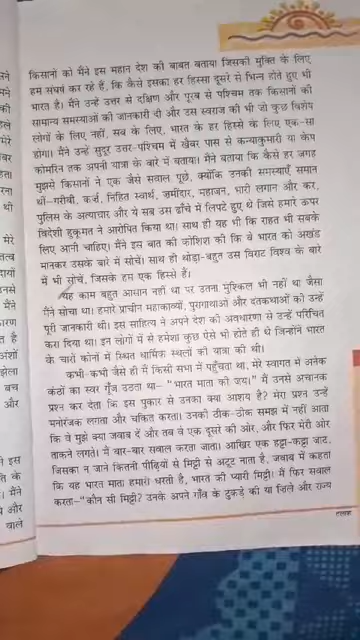 किसानों को मैंने इस महान देश की बाबत बताया जिसकी मुक्ति के लिए
हम संघर्ष कर रहे हैं, कि कैसे इसका हर हिस्सा दूसरे से भिन्न होते हुए भी
भारत है। मैंने उन्हें उत्तर से दक्षिण और पूरब से पश्चिम तक किसानों की
सामान्य समस्याओं की जानकारी दी और उस स्वराज की भी जो कुछ विशेष
लोगों के लिए नहीं, सब के लिए, भारत के हर हिस्से के लिए एक-सा
होगा। मैंने उन्हें सुदूर उत्तर-पश्चिम में खैबर पास से कन्याकुमारी या केप
कोमरिन तक अपनी यात्रा के बारे में बताया। मैंने बताया कि कैसे हर जगह
मुझसे किसानों ने एक जैसे सवाल पूछे, क्योंकि उनकी समस्याएँ समान
थीं-गरीबी, कर्ज, निहित स्वार्थ, ज़मींदार, महाजन, भारी लगान और कर,
पुलिस के अत्याचार और ये सब उस ढाँचे में लिपटे हुए थे जिसे हमारे ऊपर
विदेशी हुकूमत ने आरोपित किया था। साथ ही यह भी कि राहत भी सबके
लिए आनी चाहिए। मैंने इस बात की कोशिश की कि वे भारत को अखंड
मानकर उसके बारे में सोचें। साथ ही थोड़ा-बहुत उस विराट विश्व के बारे
में भी सोचें, जिसके हम एक हिस्से हैं।
यह काम बहुत आसान नहीं था पर उतना मुश्किल भी नहीं था जैसा
मैंने सोचा था। हमारे प्राचीन महाकाव्यों, पुरागाथाओं और दंतकथाओं की उन्हें
पूरी जानकारी थी। इस साहित्य ने अपने देश की अवधारणा से उन्हें परिचित
करा दिया था। इन लोगों में से हमेशा कुछ ऐसे भी होते ही थे जिन्होंने भारत
के चारों कोनों में स्थित धार्मिक स्थलों की यात्रा की थी।
कभी-कभी जैसे ही मैं किसी सभा में पहुँचता था, मेरे स्वागत में अनेक
कंठों का स्वर गूँज उठता था- "भारत माता की जय।" मैं उनसे अचानक
प्रश्न कर देता कि इस पुकार से उनका क्या आशय है? मेरा प्रश्न उन्हें
मनोरंजक लगता और चकित करता। उनकी ठीक-ठीक समझ में नहीं आता
कि वे मुझे क्या जवाब दें और तब वे एक दूसरे की ओर, और फिर मेरी ओर
ताकने लगते। मैं बार-बार सवाल करता जाता। आखिर एक हट्टा-कट्टा जाट,
जिसका न जाने कितनी पीढ़ियों से मिट्टी से अटूट नाता है, जवाब में कहता
कि यह भारत माता हमारी धरती है, भारत की प्यारी मिट्टी। मैं फिर सवाल
करता-"कौन सी मिट्टी? उनके अपने गाँव के टुकड़े की या जिले और राज्य